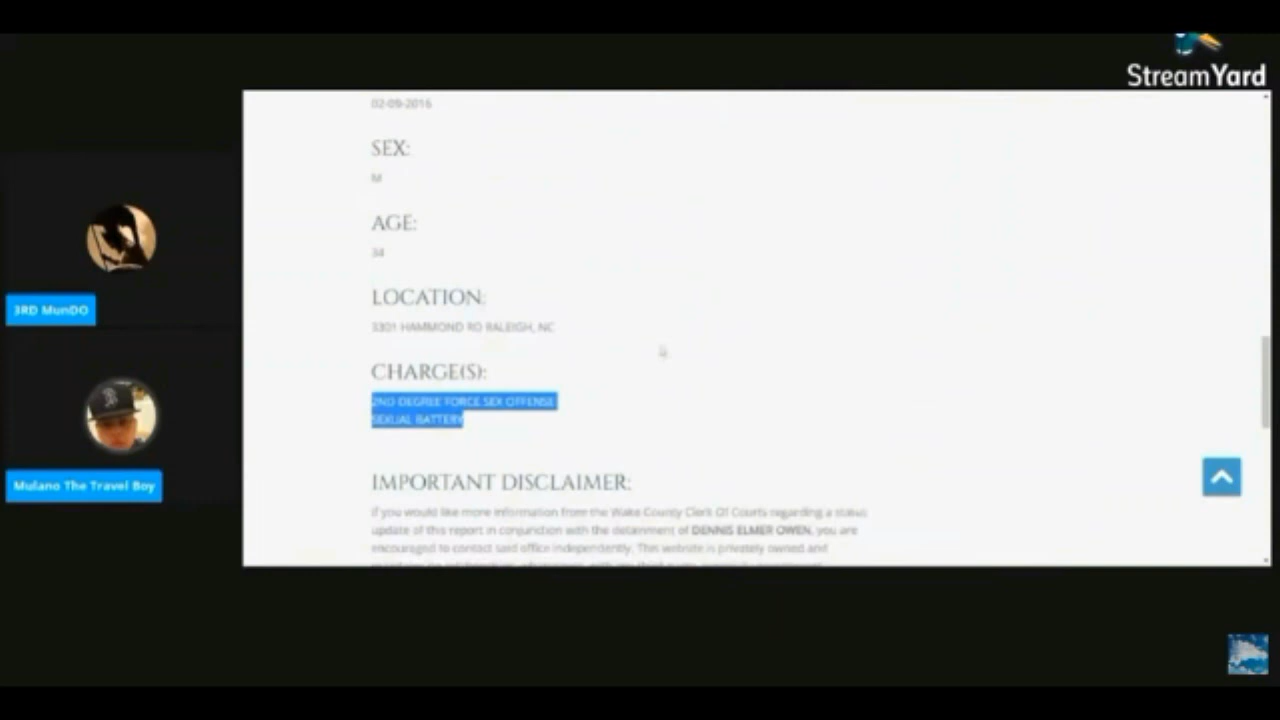 StreamYard
02-09-2016
SEX:
M
AGE:
38
LOCATION:
3301 HAMMOND RD RALEIGH, NC
CHARGE(S):
2ND DEGREE FORCE SEX OFFENSE
SEXUAL BATTERY
IMPORTANT DISCLAIMER:
If you would like more information from the Wake County Clerk Of Courts regarding a status
update of this report in conjunction with the detainment of DENNIS ELMER OWEN, you are
encouraged to contact said office independently. This website is privately owned and
3RD MunDO
Mulano The Travel Boy